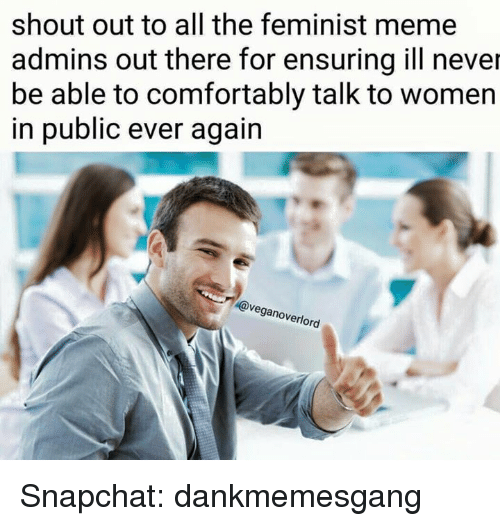 shout out to all the feminist meme
admins out there for ensuring ill never
be able to comfortably talk to women
in public ever again
@veganoverlord
Snapchat: dankmemesgang